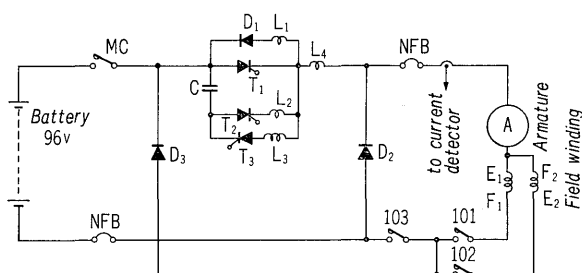 D₁ L₁
MC
L₄
NFB
C
T₁
L₂
T₂
T₃
L₃
Battery
96v
D₃
D₂
to current
detector
A
Armature
Field winding
E₁
F₁
F₂
E₂
NFB
103
101
102